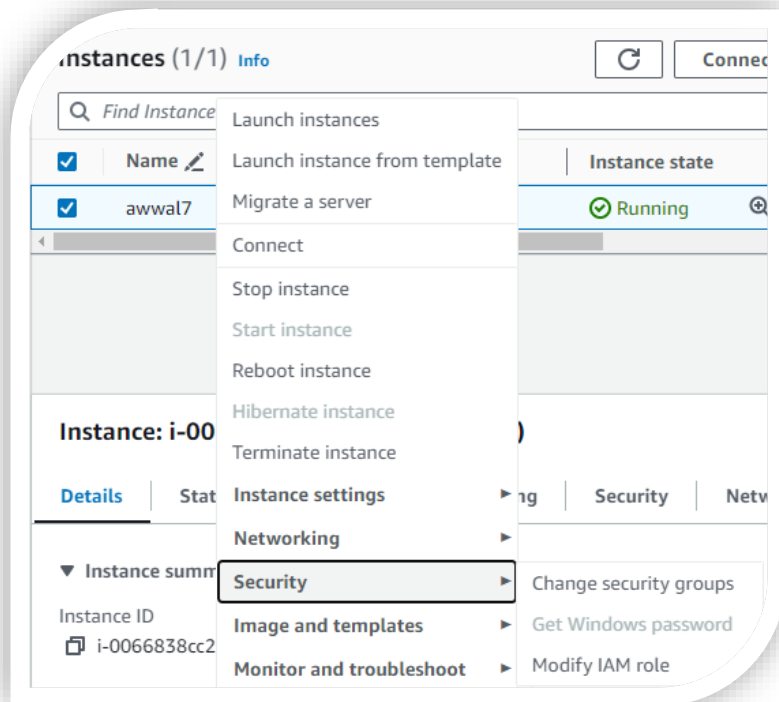 Instances (1/1) Info
Connec
Find Instance
Name
Instance state
awwal7
Running
Launch instances
Launch instance from template
Migrate a server
Connect
Stop instance
Start instance
Reboot instance
Hibernate instance
Terminate instance
Instance settings
Networking
Security
Image and templates
Monitor and troubleshoot
Change security groups
Get Windows password
Modify IAM role
Instance: i-00 )
Details Stat ng Security Netw
Instance summ
Instance ID
i-0066838cc2